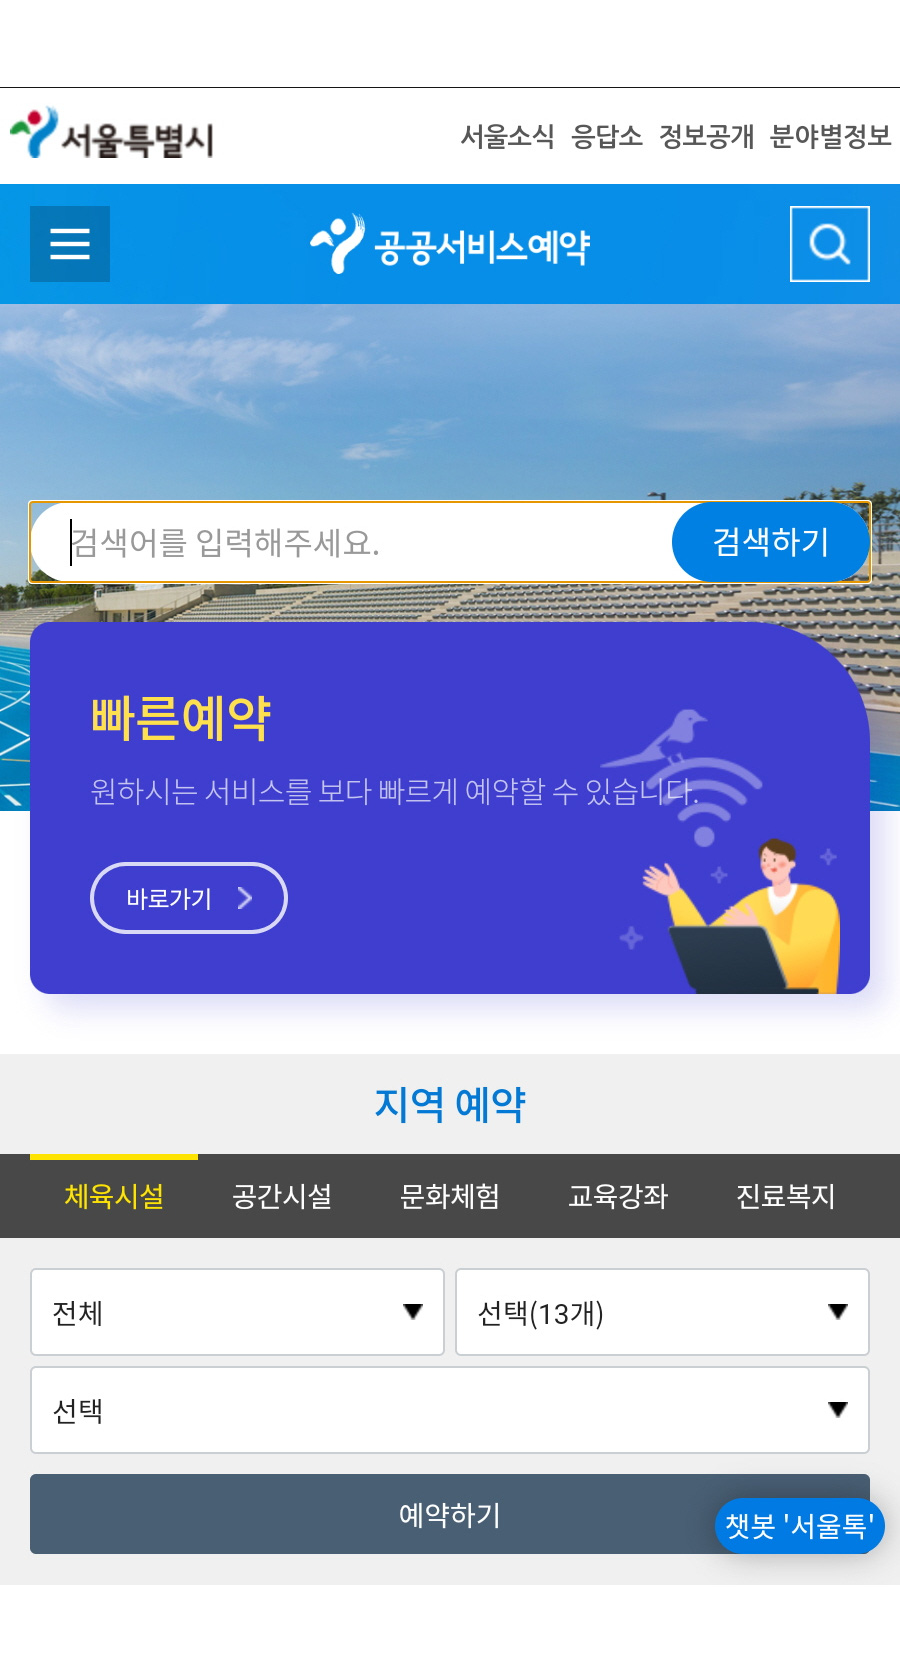 서울특별시
서울소식 응답소 정보공개 분야별정보
공공서비스예약
검색어를 입력해주세요. 검색하기
빠른예약
원하시는 서비스를 보다 빠르게 예약할 수 있습니다.
바로가기
지역 예약
체육시설 공간시설 문화체험 교육강좌 진료복지
전체 선택(13개)
선택
예약하기
챗봇 '서울톡'